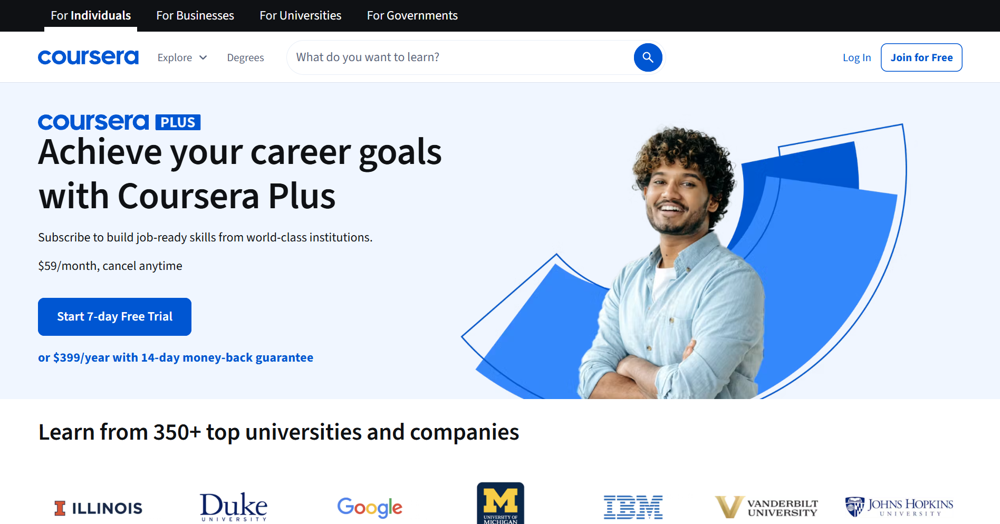 For Individuals
For Businesses
For Universities
For Governments
coursera
Explore
Degrees
What do you want to learn?
Log In
Join for Free
coursera PLUS
Achieve your career goals
with Coursera Plus
Subscribe to build job-ready skills from world-class institutions.
$59/month, cancel anytime
Start 7-day Free Trial
or $399/year with 14-day money-back guarantee
Learn from 350+ top universities and companies
I ILLINOIS
Duke
UNIVERSITY
Google
M
UNIVERSITY OF
MICHIGAN
IBM
V VANDERBILT
UNIVERSITY
JOHNS HOPKINS
UNIVERSITY